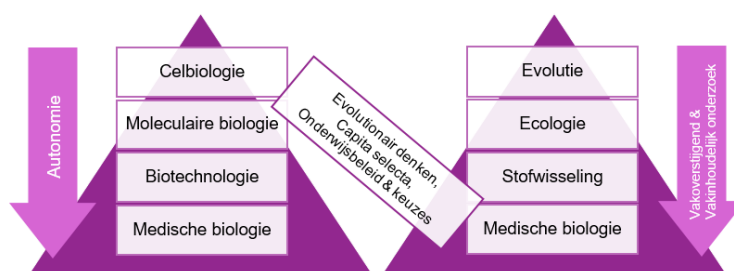 Autonomie
Celbiologie
Moleculaire biologie
Biotechnologie
Medische biologie
Evolutionair denken,
Capita selecta,
Onderwijsbeleid & keuzes
Evolutie
Ecologie
Stofwisseling
Medische biologie
Vakoverstijgend &
Vakinhoudelijk onderzoek